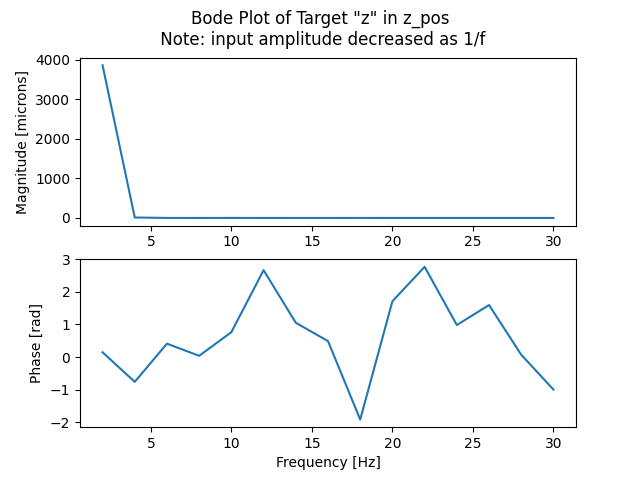 Bode Plot of Target "z" in z_pos
Note: input amplitude decreased as 1/f
Magnitude [microns]
4000
3000
2000
1000
0
5 10 15 20 25 30
Phase [rad]
3
2
1
0
−1
−2
5 10 15 20 25 30
Frequency [Hz]